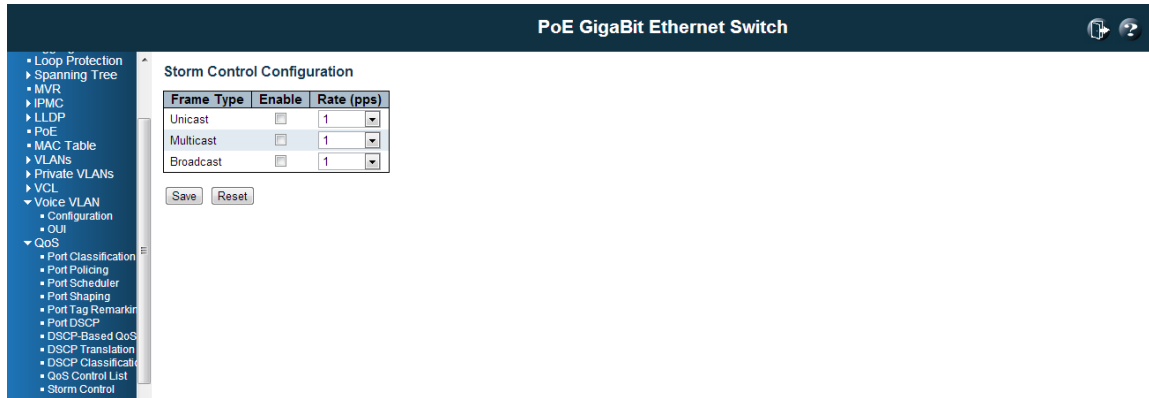 PoE GigaBit Ethernet Switch
Loop Protection
Spanning Tree
MVR
IPMC
LLDP
PoE
MAC Table
VLANs
Private VLANs
VCL
Voice VLAN
Configuration
OUI
QoS
Port Classification
Port Policing
Port Scheduler
Port Shaping
Port Tag Remarkin
Port DSCP
DSCP-Based QoS
DSCP Translation
DSCP Classificati
QoS Control List
Storm Control
Storm Control Configuration
Frame Type Enable Rate (pps)
Unicast 1
Multicast 1
Broadcast 1
Save Reset
?